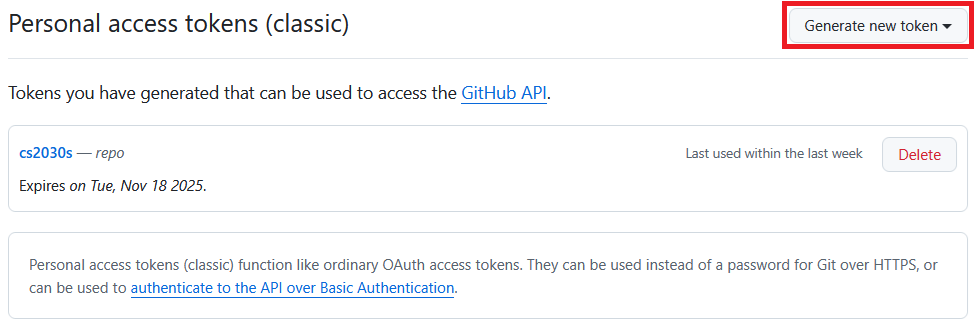 Personal access tokens (classic)
Generate new token
Tokens you have generated that can be used to access the GitHub API.
cs2030s — repo
Last used within the last week
Delete
Expires on Tue, Nov 18 2025.
Personal access tokens (classic) function like ordinary OAuth access tokens. They can be used instead of a password for Git over HTTPS, or
can be used to authenticate to the API over Basic Authentication.